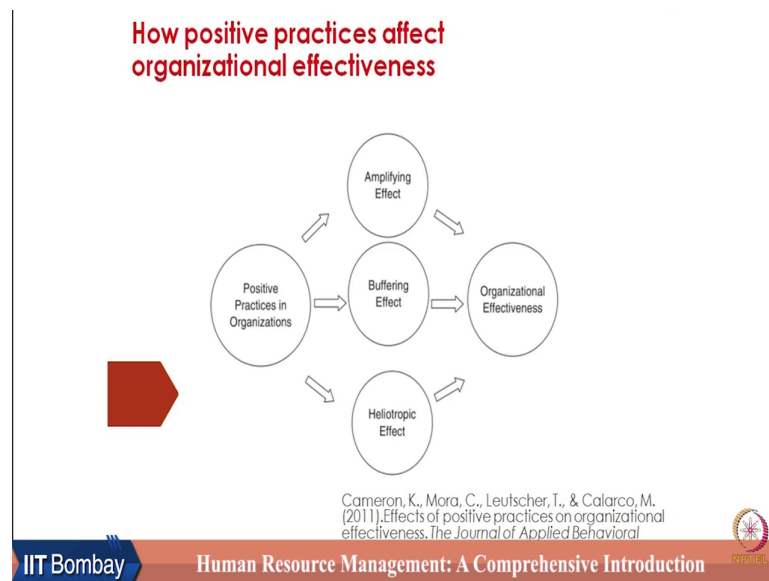 How positive practices affect
organizational effectiveness
Amplifying
Effect
Positive
Practices in
Organizations
Buffering
Effect
Organizational
Effectiveness
Heliotropic
Effect
Cameron, K., Mora, C., Leutscher, T., & Calarco, M.
(2011).Effects of positive practices on organizational
effectiveness. The Journal of Applied Behavioral
IIT Bombay
Human Resource Management: A Comprehensive Introduction
NPTEL